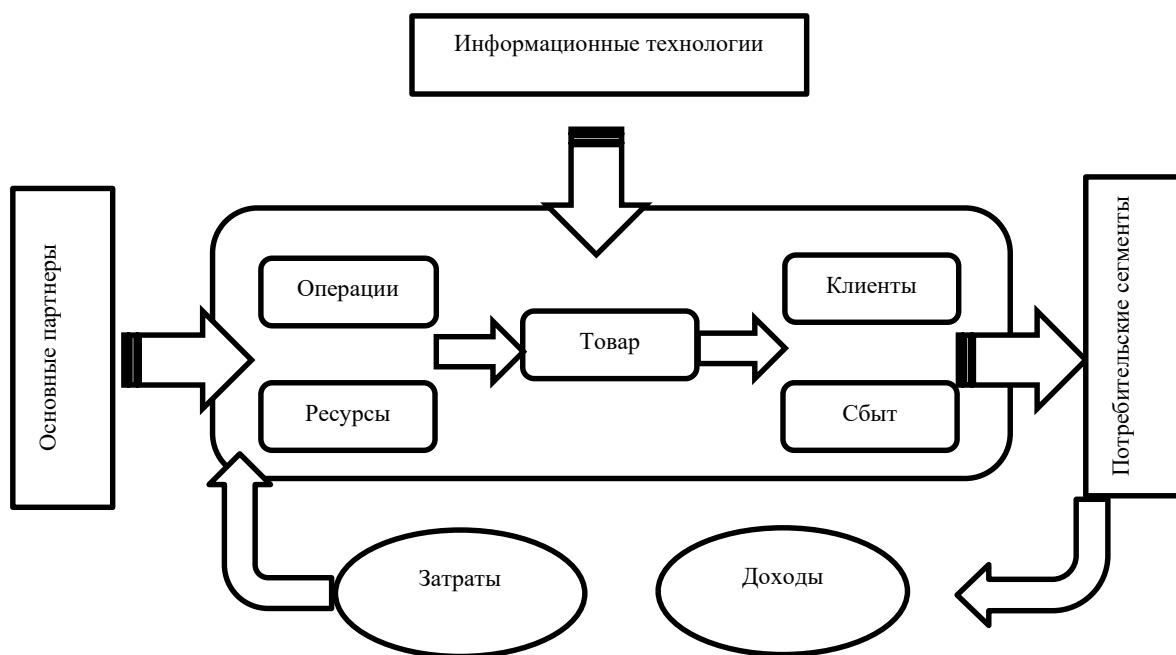 Информационные технологии
Основные партнеры
Операции
Ресурсы
Товар
Клиенты
Сбыт
Потребительские сегменты
Затраты
Доходы